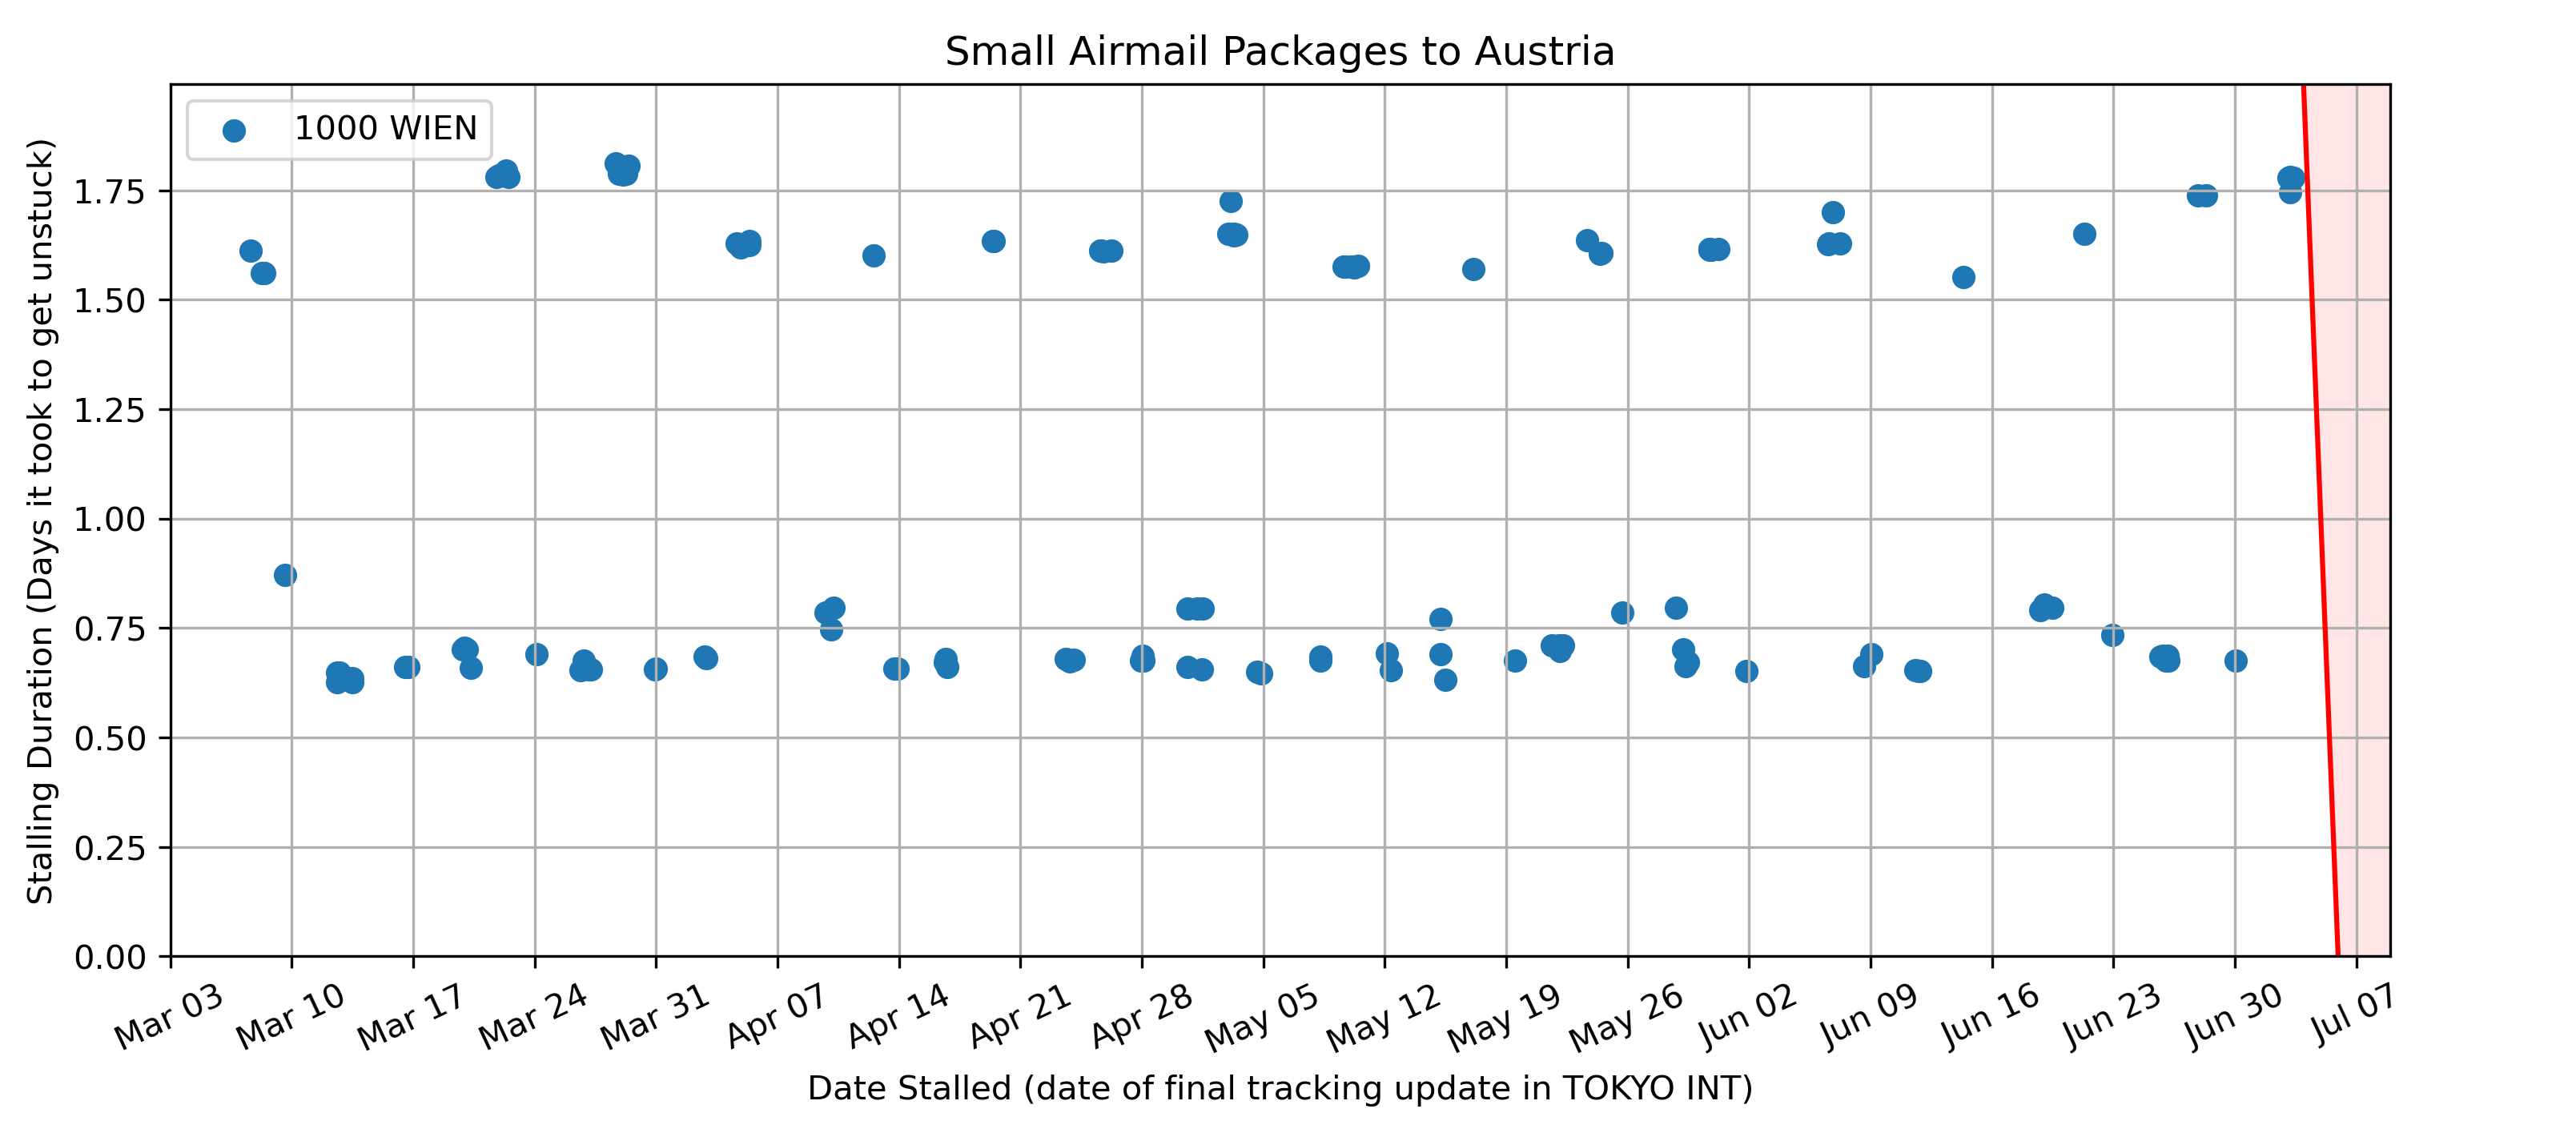 Small Airmail Packages to Austria
1000 WIEN
Stalling Duration (Days it took to get unstuck)
1.75
1.50
1.25
1.00
0.75
0.50
0.25
0.00
Mar 03 Mar 10 Mar 17 Mar 24 Mar 31 Apr 07 Apr 14 Apr 21 Apr 28 May 05 May 12 May 19 May 26 Jun 02 Jun 09 Jun 16 Jun 23 Jun 30 Jul 07
Date Stalled (date of final tracking update in TOKYO INT)